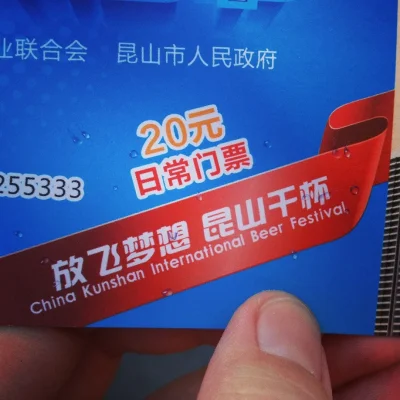 业联合会 昆山市人民政府
20元
日常门票
255333
放飞梦想 昆山干杯
China Kunshan International Beer Festival